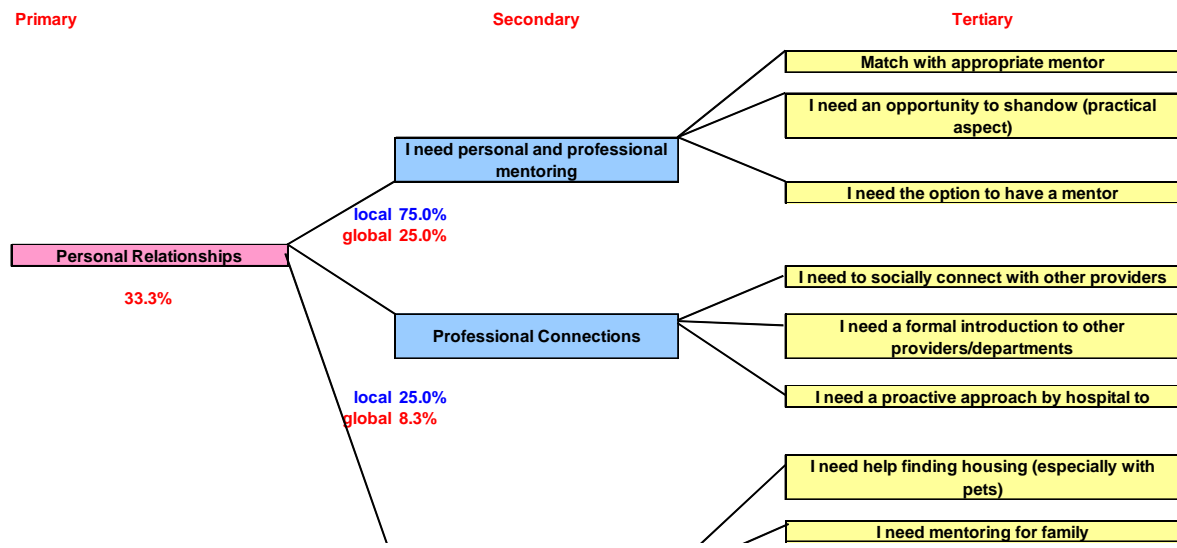 Primary
Secondary
Tertiary
Match with appropriate mentor
I need an opportunity to shandow (practical
aspect)
I need personal and professional
mentoring
I need the option to have a mentor
local 75.0%
global 25.0%
Personal Relationships
33.3%
I need to socially connect with other providers
Professional Connections
I need a formal introduction to other
providers/departments
I need a proactive approach by hospital to
local 25.0%
global 8.3%
I need help finding housing (especially with
pets)
I need mentoring for family